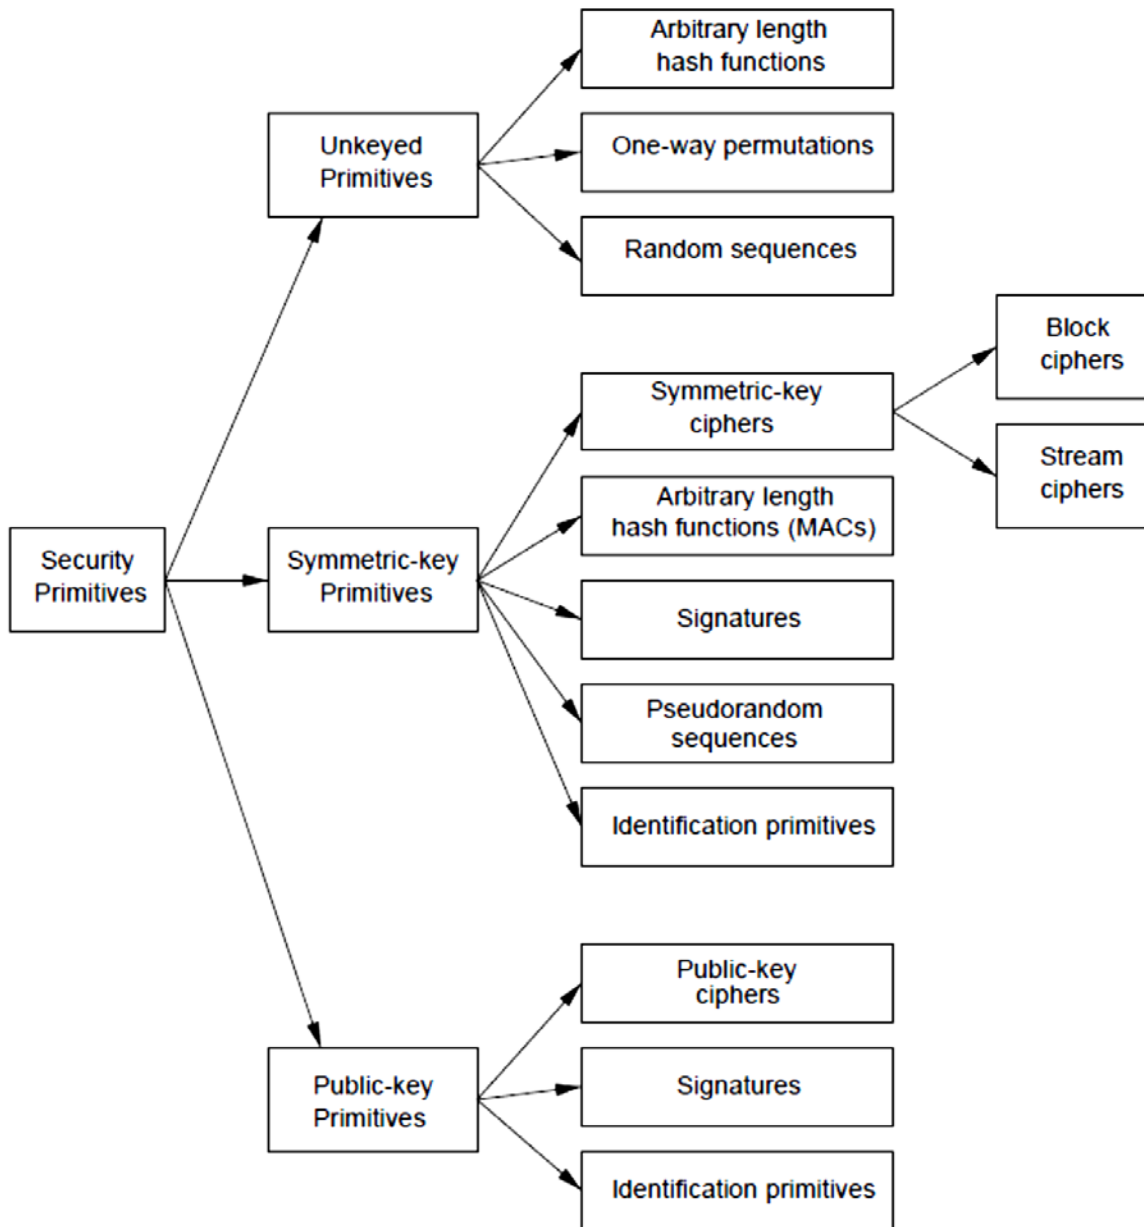 Arbitrary length
hash functions
Unkeyed
Primitives
One-way permutations
Random sequences
Block
ciphers
Symmetric-key
ciphers
Stream
ciphers
Arbitrary length
hash functions (MACs)
Security
Primitives
Symmetric-key
Primitives
Signatures
Pseudorandom
sequences
Identification primitives
Public-key
ciphers
Public-key
Primitives
Signatures
Identification primitives